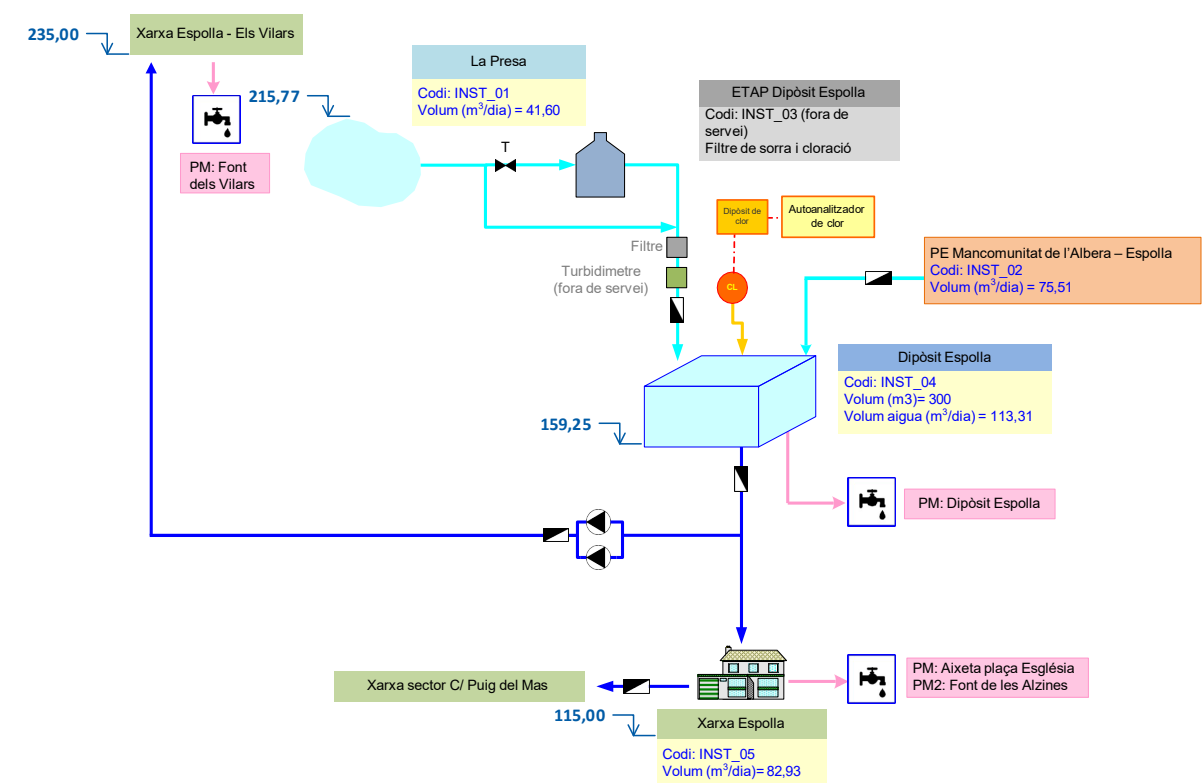 Xarxa Espolla - Els Vilars
235,00
La Presa
Codi: INST_01
Volum (m³/dia) = 41,60
215,77
ETAP Dipòsit Espolla
Codi: INST_03 (fora de
servei)
Filtre de sorra i cloració
PM: Font
dels Vilars
T
Dipòsit de
clor
Autoanalitzador
de clor
Filtre
Turbidimetre
(fora de servei)
CL
PE Mancomunitat de l'Albera – Espolla
Codi: INST_02
Volum (m³/dia) = 75,51
Dipòsit Espolla
Codi: INST_04
Volum (m3)= 300
Volum aigua (m³/dia) = 113,31
159,25
PM: Dipòsit Espolla
PM: Aixeta plaça Església
PM2: Font de les Alzines
Xarxa sector C/ Puig del Mas
115,00
Xarxa Espolla
Codi: INST_05
Volum (m³/dia)= 82,93